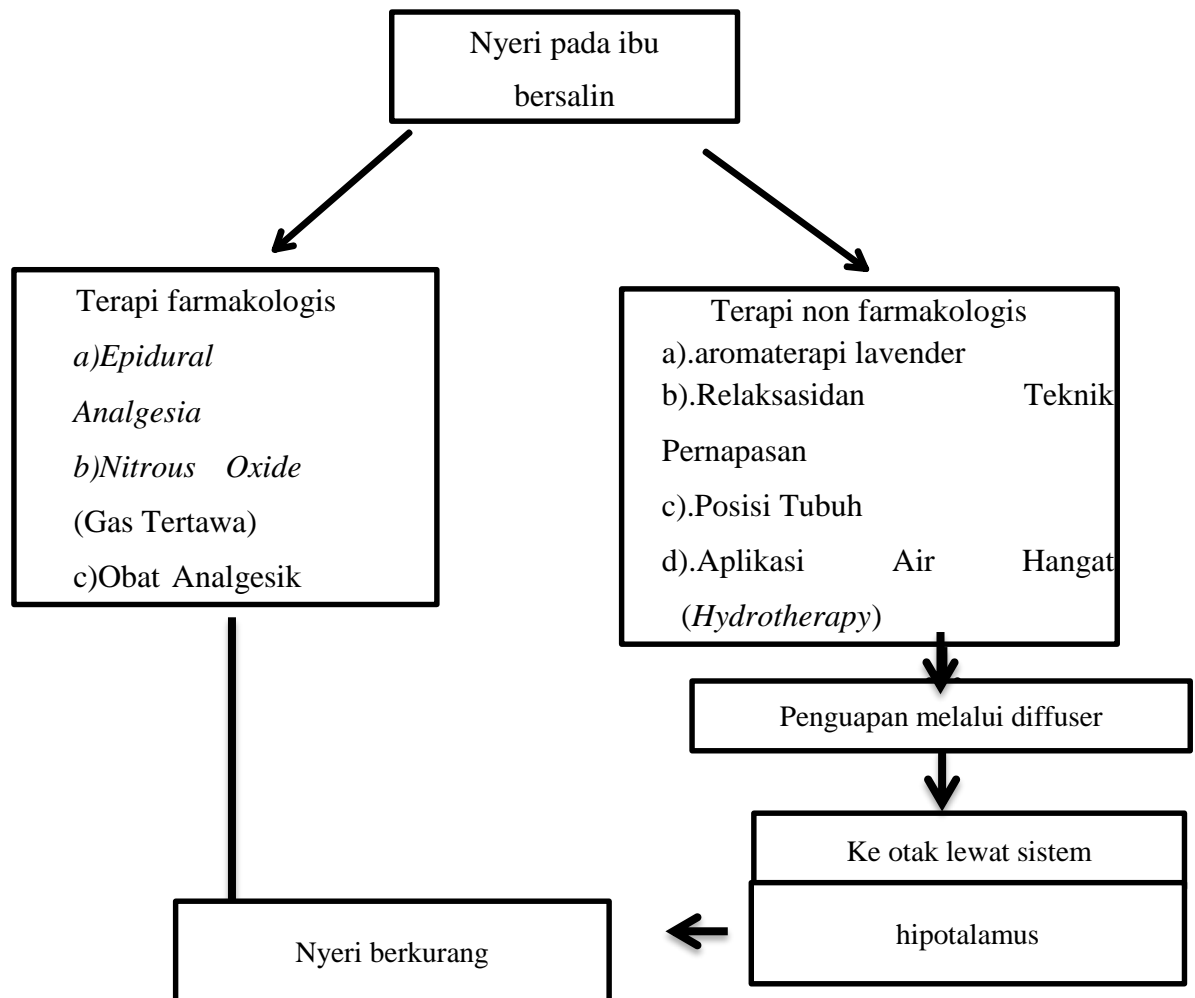 Nyeri pada ibu
bersalin
Terapi farmakologis
a)Epidural
Analgesia
b)Nitrous Oxide
(Gas Tertawa)
c)Obat Analgesik
Terapi non farmakologis
a).aromaterapi lavender
b).Relaksasidan Teknik
Pernapasan
c).Posisi Tubuh
d).Aplikasi Air Hangat
(Hydrotherapy)
Penguapan melalui diffuser
Ke otak lewat sistem
hipotalamus
Nyeri berkurang